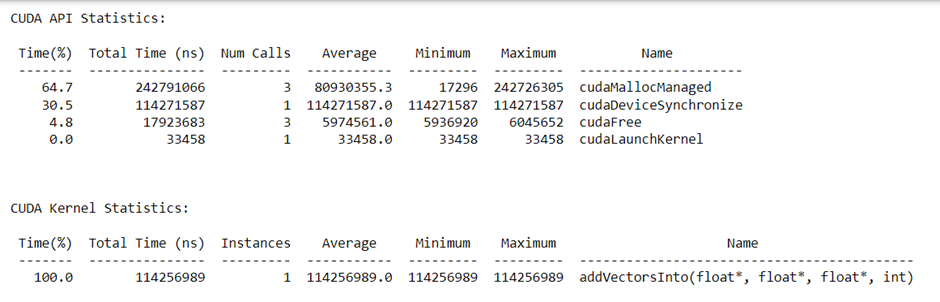 CUDA API Statistics:
Time(%)  Total Time (ns)  Num Calls    Average      Minimum     Maximum            Name
-------  ---------------  ---------  -----------  ---------  ---------  ---------------------
64.7        242791066          3   80930355.3      17296  242726305  cudaMallocManaged
30.5        114271587          1  114271587.0  114271587  114271587  cudaDeviceSynchronize
4.8         17923683          3    5974561.0    5936920    6045652  cudaFree
0.0            33458          1      33458.0      33458      33458  cudaLaunchKernel
CUDA Kernel Statistics:
Time(%)  Total Time (ns)  Instances    Average      Minimum     Maximum                       Name
-------  ---------------  ---------  -----------  ---------  ---------  ------------------------------------------
100.0        114256989          1  114256989.0  114256989  114256989  addVectorsInto(float*, float*, float*, int)